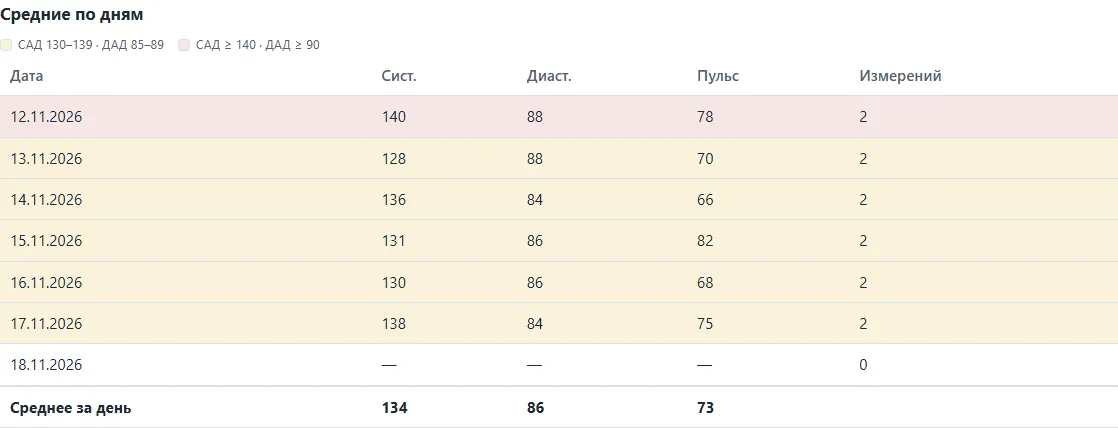 Средние по дням
САД 130–139 · ДАД 85–89 САД ≥ 140 · ДАД ≥ 90
Дата Сист. Диаст. Пульс Измерений
12.11.2026 140 88 78 2
13.11.2026 128 88 70 2
14.11.2026 136 84 66 2
15.11.2026 131 86 82 2
16.11.2026 130 86 68 2
17.11.2026 138 84 75 2
18.11.2026 — — — 0
Среднее за день 134 86 73